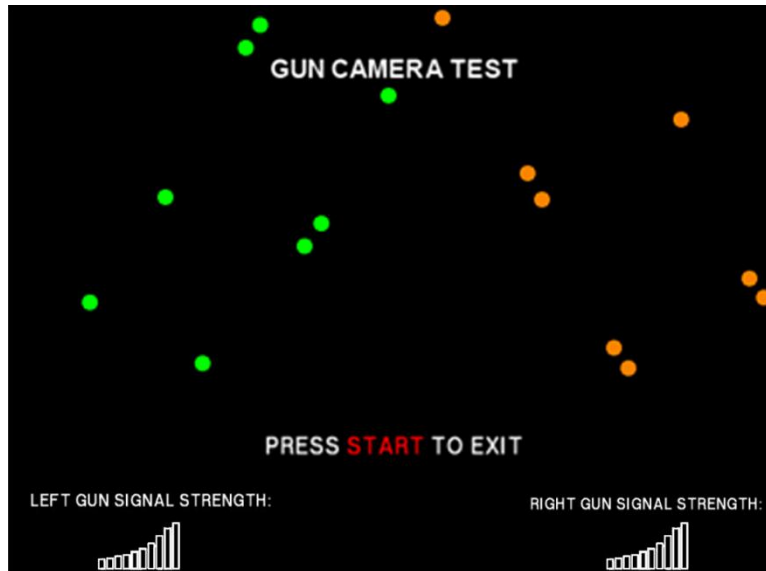 GUN CAMERA TEST
PRESS START TO EXIT
LEFT GUN SIGNAL STRENGTH:
RIGHT GUN SIGNAL STRENGTH: